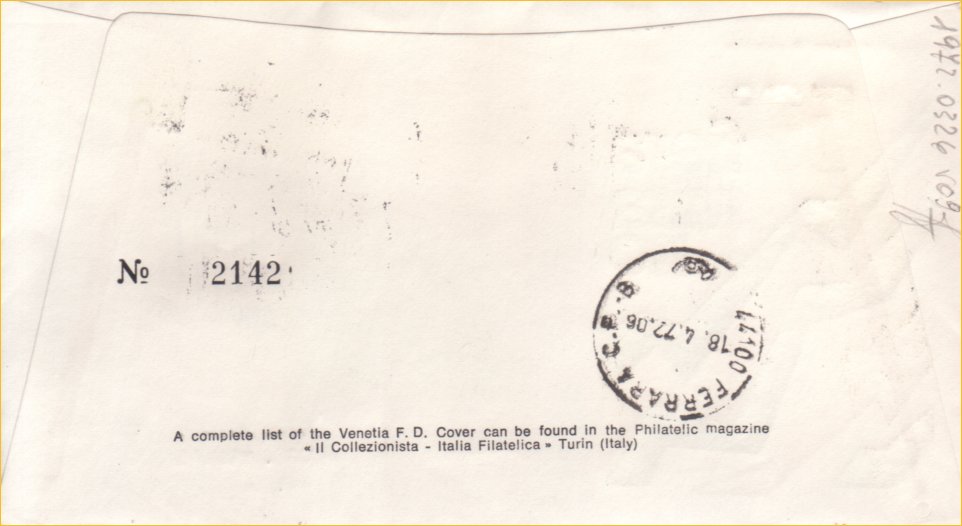 № 2142
44100 FERRARA C.P. - B
18.4.72.06
A complete list of the Venetia F. D. Cover can be found in the Philatelic magazine
« Il Collezionista - Italia Filatelica » Turin (Italy)
1972.0326